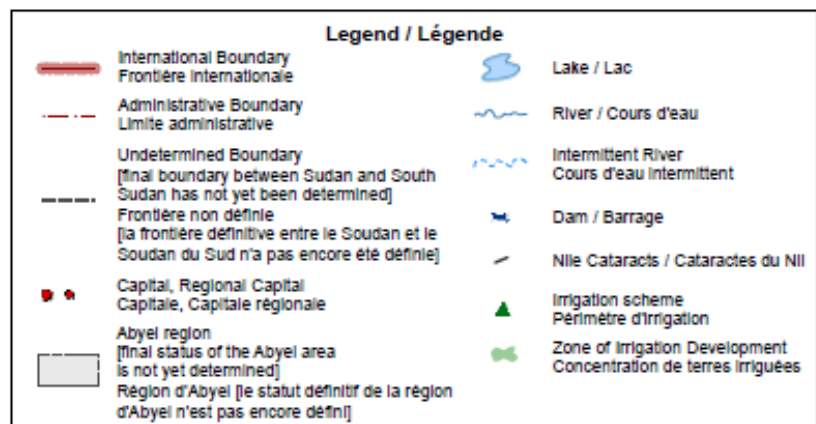 Legend / Légende
International Boundary
Frontière Internationale
Administrative Boundary
Limite administrative
Undetermined Boundary
[final boundary between Sudan and South
Sudan has not yet been determined]
Frontière non définie
[la frontière définitive entre le Soudan et le
Soudan du Sud n'a pas encore été définie]
Capital, Regional Capital
Capitale, Capitale régionale
Abyei region
[final status of the Abyei area
is not yet determined]
Région d'Abyei [le statut définitif de la région
d'Abyei n'est pas encore défini]
Lake / Lac
River / Cours d'eau
Intermittent River
Cours d'eau Intermittent
Dam / Barrage
Nile Cataracts / Cataractes du Nil
Irrigation scheme
Périmètre d'irrigation
Zone of Irrigation Development
Concentration de terres Irriguées